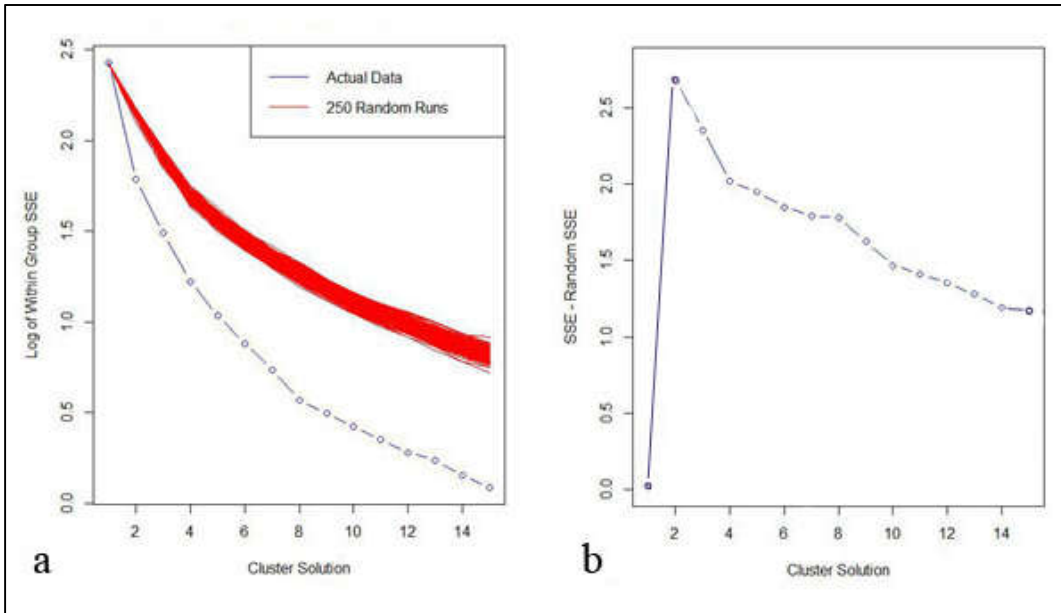 Log of Within Group SSE
2.5
2.0
1.5
1.0
0.5
0.0
Actual Data
250 Random Runs
2 4 6 8 10 12 14
Cluster Solution
a
SSE - Random SSE
2.5
2.0
1.5
1.0
0.5
0.0
2 4 6 8 10 12 14
Cluster Solution
b